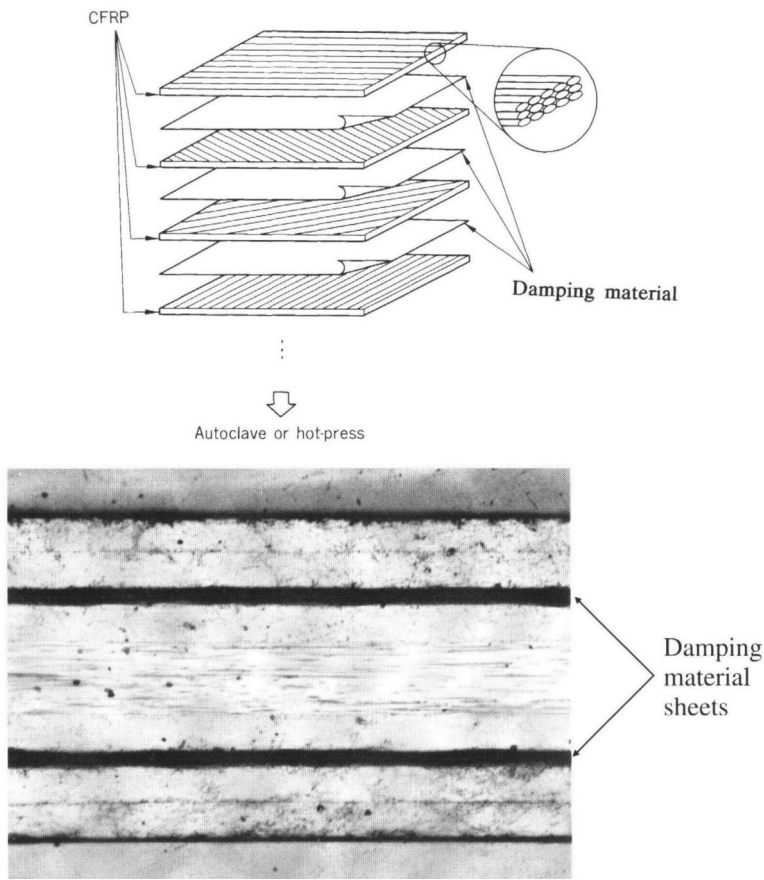 CFRP
Damping material
⋮
Autoclave or hot-press
Damping
material
sheets